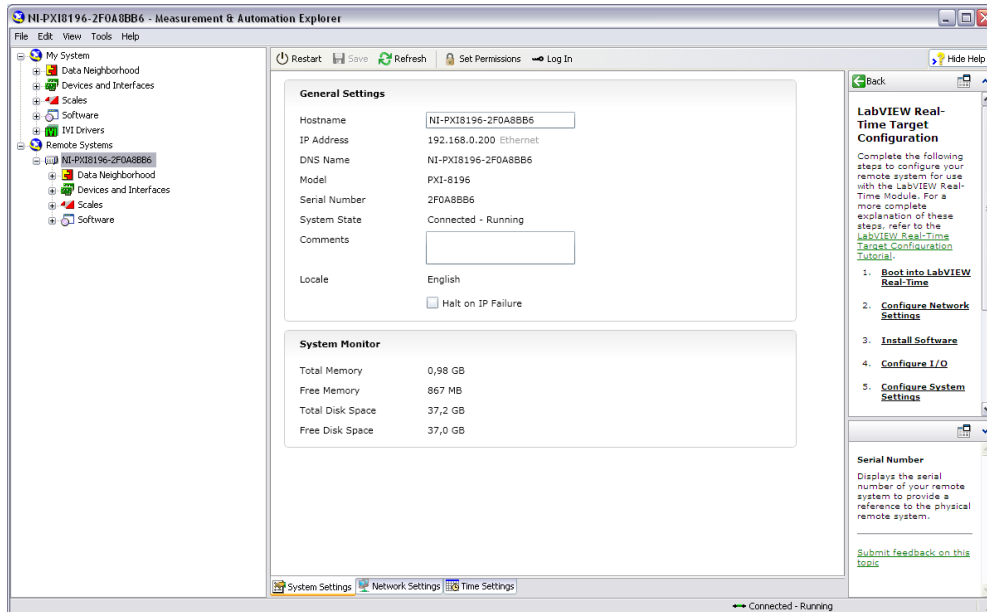 NI-PXI8196-2F0A8BB6 - Measurement & Automation Explorer
File Edit View Tools Help
My System
Data Neighborhood
Devices and Interfaces
Scales
Software
IVI Drivers
Remote Systems
NI-PXI8196-2F0A8BB6
Data Neighborhood
Devices and Interfaces
Scales
Software
Restart Save Refresh Set Permissions Log In
Hide Help
General Settings
Hostname NI-PXI8196-2F0A8BB6
IP Address 192.168.0.200 Ethernet
DNS Name NI-PXI8196-2F0A8BB6
Model PXI-8196
Serial Number 2F0A8BB6
System State Connected - Running
Comments
Locale English
Halt on IP Failure
System Monitor
Total Memory 0,98 GB
Free Memory 867 MB
Total Disk Space 37,2 GB
Free Disk Space 37,0 GB
System Settings Network Settings Time Settings
Back
LabVIEW Real-
Time Target
Configuration
Complete the following
steps to configure your
remote system for use
with the LabVIEW Real-
Time Module. For a
more complete
explanation of these
steps, refer to the
LabVIEW Real-Time
Target Configuration
Tutorial.
1. Boot into LabVIEW
Real-Time
2. Configure Network
Settings
3. Install Software
4. Configure I/O
5. Configure System
Settings
Serial Number
Displays the serial
number of your remote
system to provide a
reference to the physical
remote system.
Submit feedback on this
topic
Connected - Running